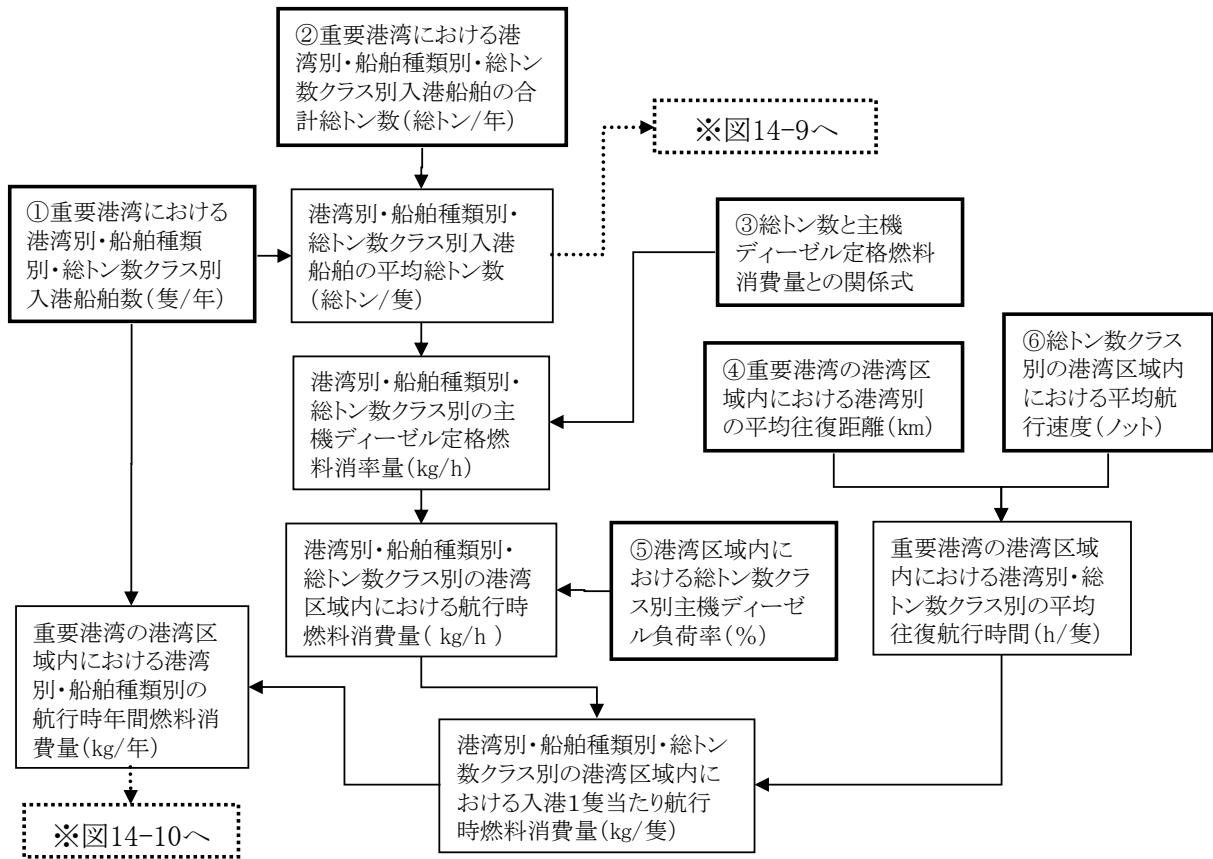 ②重要港湾における港
湾別・船舶種類別・総トン
数クラス別入港船舶の合
計総トン数(総トン/年)
※図14-9へ
①重要港湾における
港湾別・船舶種類
別・総トン数クラス別
入港船舶数(隻/年)
港湾別・船舶種類別・
総トン数クラス別入港
船舶の平均総トン数
(総トン/隻)
③総トン数と主機
ディーゼル定格燃料
消費量との関係式
港湾別・船舶種類別・
総トン数クラス別の主
機ディーゼル定格燃
料消率量(kg/h)
④重要港湾の港湾区
域内における港湾別
の平均往復距離(km)
⑥総トン数クラス
別の港湾区域内
における平均航
行速度(ノット)
港湾別・船舶種類別・
総トン数クラス別の港湾
区域内における航行時
燃料消費量( kg/h )
⑤港湾区域内に
おける総トン数クラ
ス別主機ディーゼ
ル負荷率(%)
重要港湾の港湾区域
内における港湾別・総
トン数クラス別の平均
往復航行時間(h/隻)
重要港湾の港湾区
域内における港湾
別・船舶種類別の
航行時年間燃料消
費量(kg/年)
港湾別・船舶種類別・総トン
数クラス別の港湾区域内に
おける入港1隻当たり航行
時燃料消費量(kg/隻)
※図14-10へ